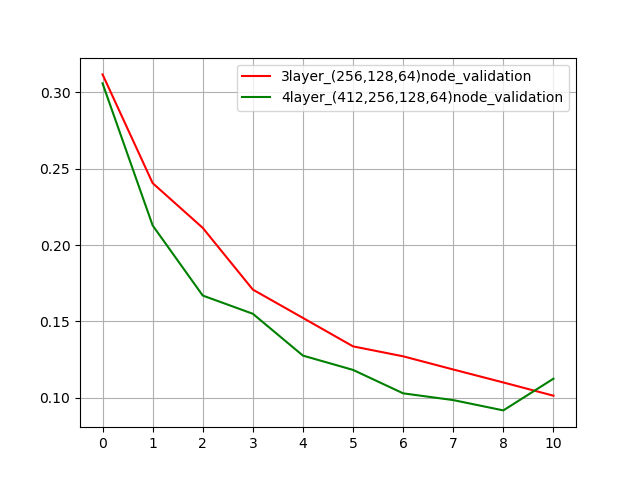 3layer_(256,128,64)node_validation
4layer_(412,256,128,64)node_validation
0.30
0.25
0.20
0.15
0.10
0 1 2 3 4 5 6 7 8 10